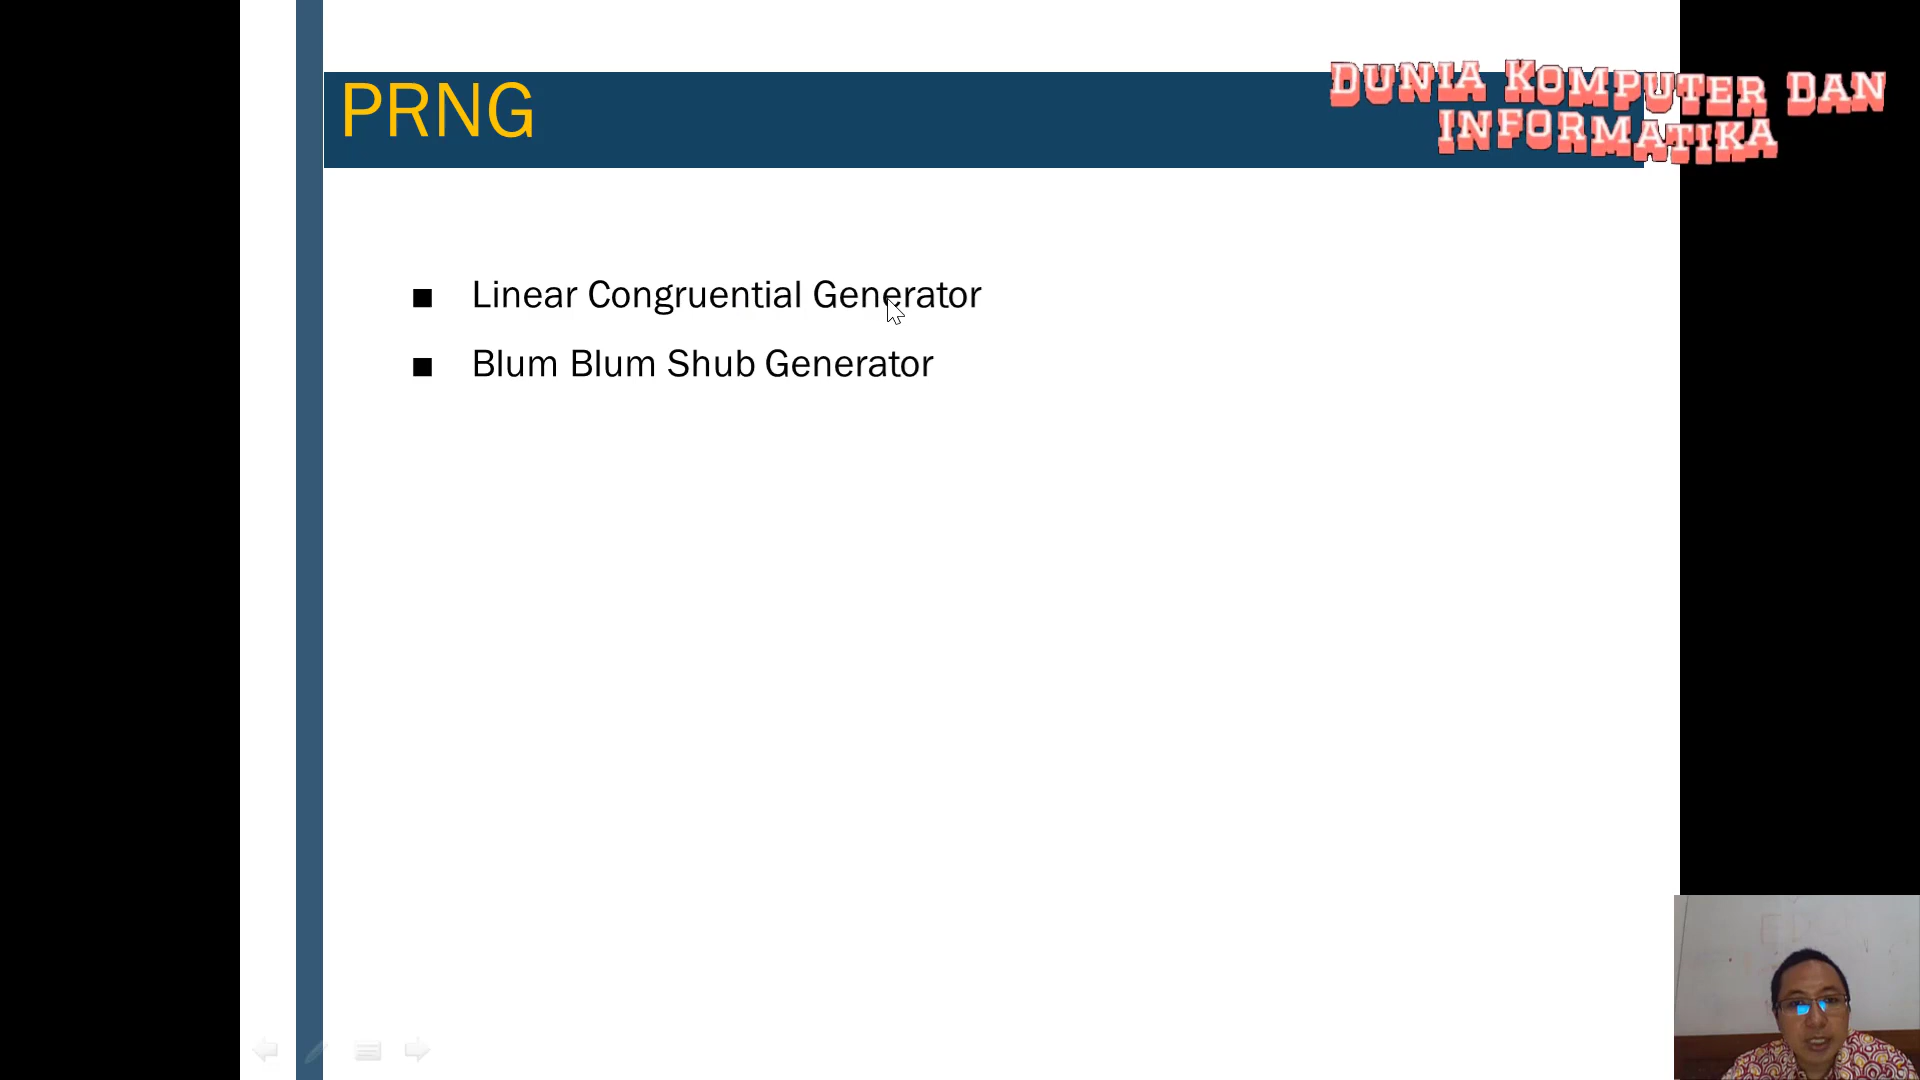 PRNG
DUNIA KOMPUTER DAN
INFORMATIKA
■ Linear Congruential Generator
■ Blum Blum Shub Generator